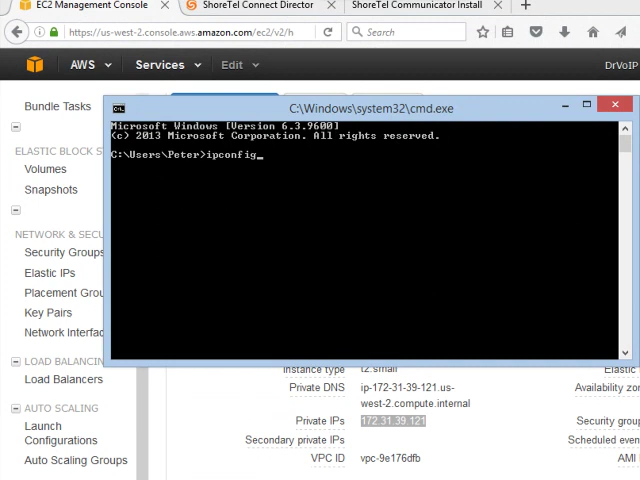 EC2 Management Console
ShoreTel Connect Director
ShoreTel Communicator Install
https://us-west-2.console.aws.amazon.com/ec2/v2/h
Search
AWS
Services
Edit
DrVoIP
Bundle Tasks
C:\Windows\system32\cmd.exe
Microsoft Windows [Version 6.3.9600]
(c) 2013 Microsoft Corporation. All rights reserved.
C:\Users\Peter>ipconfig_
ELASTIC BLOCK S
Volumes
Snapshots
NETWORK & SECU
Security Groups
Elastic IPs
Placement Grou
Key Pairs
Network Interfac
LOAD BALANCIN
Load Balancers
AUTO SCALING
Launch
Configurations
Auto Scaling Groups
Instance type
t2.small
Elastic
Private DNS
ip-172-31-39-121.us-
west-2.compute.internal
Availability zon
Private IPs
172.31.39.121
Security group
Secondary private IPs
Scheduled even
VPC ID
vpc-9e176dfb
AMI